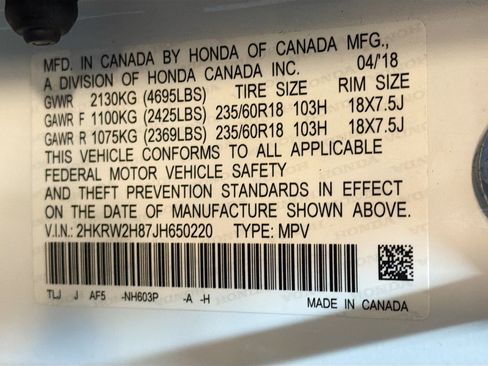 MFD. IN CANADA BY HONDA OF CANADA MFG.,
A DIVISION OF HONDA CANADA INC. 04/'18
GVWR 2130KG (4695LBS) TIRE SIZE RIM SIZE
GAWR F 1100KG (2425LBS) 235/60R18 103H 18X7.5J
GAWR R 1075KG (2369LBS) 235/60R18 103H 18X7.5J
THIS VEHICLE CONFORMS TO ALL APPLICABLE
FEDERAL MOTOR VEHICLE SAFETY
AND THEFT PREVENTION STANDARDS IN EFFECT
ON THE DATE OF MANUFACTURE SHOWN ABOVE.
V.I.N.: 2HKRW2H87JH650220 TYPE: MPV
TLJ J AF5 -NH603P -A -H
MADE IN CANADA